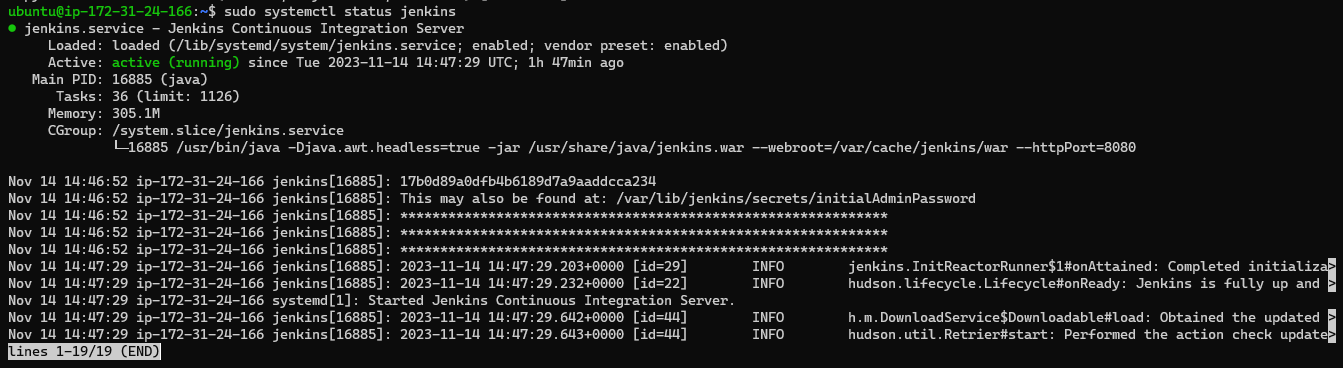 ubuntu@ip-172-31-24-166:~$ sudo systemctl status jenkins
● jenkins.service - Jenkins Continuous Integration Server
Loaded: loaded (/lib/systemd/system/jenkins.service; enabled; vendor preset: enabled)
Active: active (running) since Tue 2023-11-14 14:47:29 UTC; 1h 47min ago
Main PID: 16885 (java)
Tasks: 36 (limit: 1126)
Memory: 305.1M
CGroup: /system.slice/jenkins.service
└─16885 /usr/bin/java -Djava.awt.headless=true -jar /usr/share/java/jenkins.war --webroot=/var/cache/jenkins/war --httpPort=8080
Nov 14 14:46:52 ip-172-31-24-166 jenkins[16885]: 17b0d89a0dfb4b6189d7a9aaddcca234
Nov 14 14:46:52 ip-172-31-24-166 jenkins[16885]: This may also be found at: /var/lib/jenkins/secrets/initialAdminPassword
Nov 14 14:46:52 ip-172-31-24-166 jenkins[16885]: *************************************************************
Nov 14 14:46:52 ip-172-31-24-166 jenkins[16885]: *************************************************************
Nov 14 14:46:52 ip-172-31-24-166 jenkins[16885]: *************************************************************
Nov 14 14:47:29 ip-172-31-24-166 jenkins[16885]: 2023-11-14 14:47:29.203+0000 [id=29] INFO jenkins.InitReactorRunner$1#onAttained: Completed initializa>
Nov 14 14:47:29 ip-172-31-24-166 jenkins[16885]: 2023-11-14 14:47:29.232+0000 [id=22] INFO hudson.lifecycle.Lifecycle#onReady: Jenkins is fully up and >
Nov 14 14:47:29 ip-172-31-24-166 systemd[1]: Started Jenkins Continuous Integration Server.
Nov 14 14:47:29 ip-172-31-24-166 jenkins[16885]: 2023-11-14 14:47:29.642+0000 [id=44] INFO h.m.DownloadService$Downloadable#load: Obtained the updated >
Nov 14 14:47:29 ip-172-31-24-166 jenkins[16885]: 2023-11-14 14:47:29.643+0000 [id=44] INFO hudson.util.Retrier#start: Performed the action check update>
lines 1-19/19 (END)